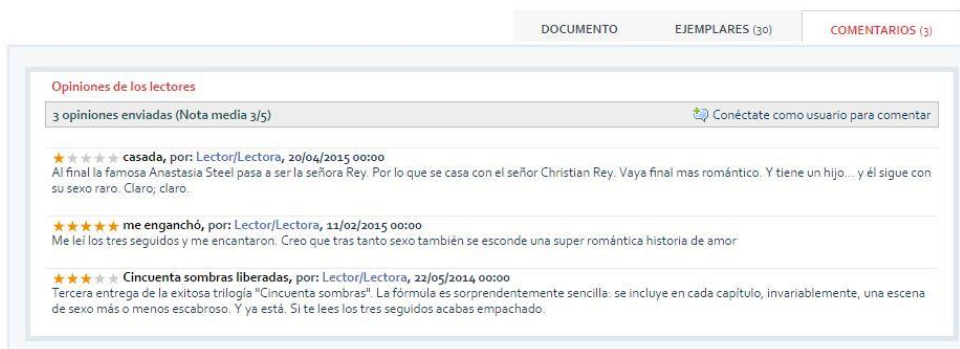 DOCUMENTO EJEMPLARES (30) COMENTARIOS (3)
Opiniones de los lectores
3 opiniones enviadas (Nota media 3/5) Conéctate como usuario para comentar
casada, por: Lector/Lectora, 20/04/2015 00:00
Al final la famosa Anastasia Steel pasa a ser la señora Rey. Por lo que se casa con el señor Christian Rey. Vaya final mas romántico. Y tiene un hijo... y él sigue con
su sexo raro. Claro; claro.
me enganchó, por: Lector/Lectora, 11/02/2015 00:00
Me leí los tres seguidos y me encantaron. Creo que tras tanto sexo también se esconde una super romántica historia de amor
Cincuenta sombras liberadas, por: Lector/Lectora, 22/05/2014 00:00
Tercera entrega de la exitosa trilogía "Cincuenta sombras". La fórmula es sorprendentemente sencilla: se incluye en cada capítulo, invariablemente, una escena
de sexo más o menos escabroso. Y ya está. Si te lees los tres seguidos acabas empachado.